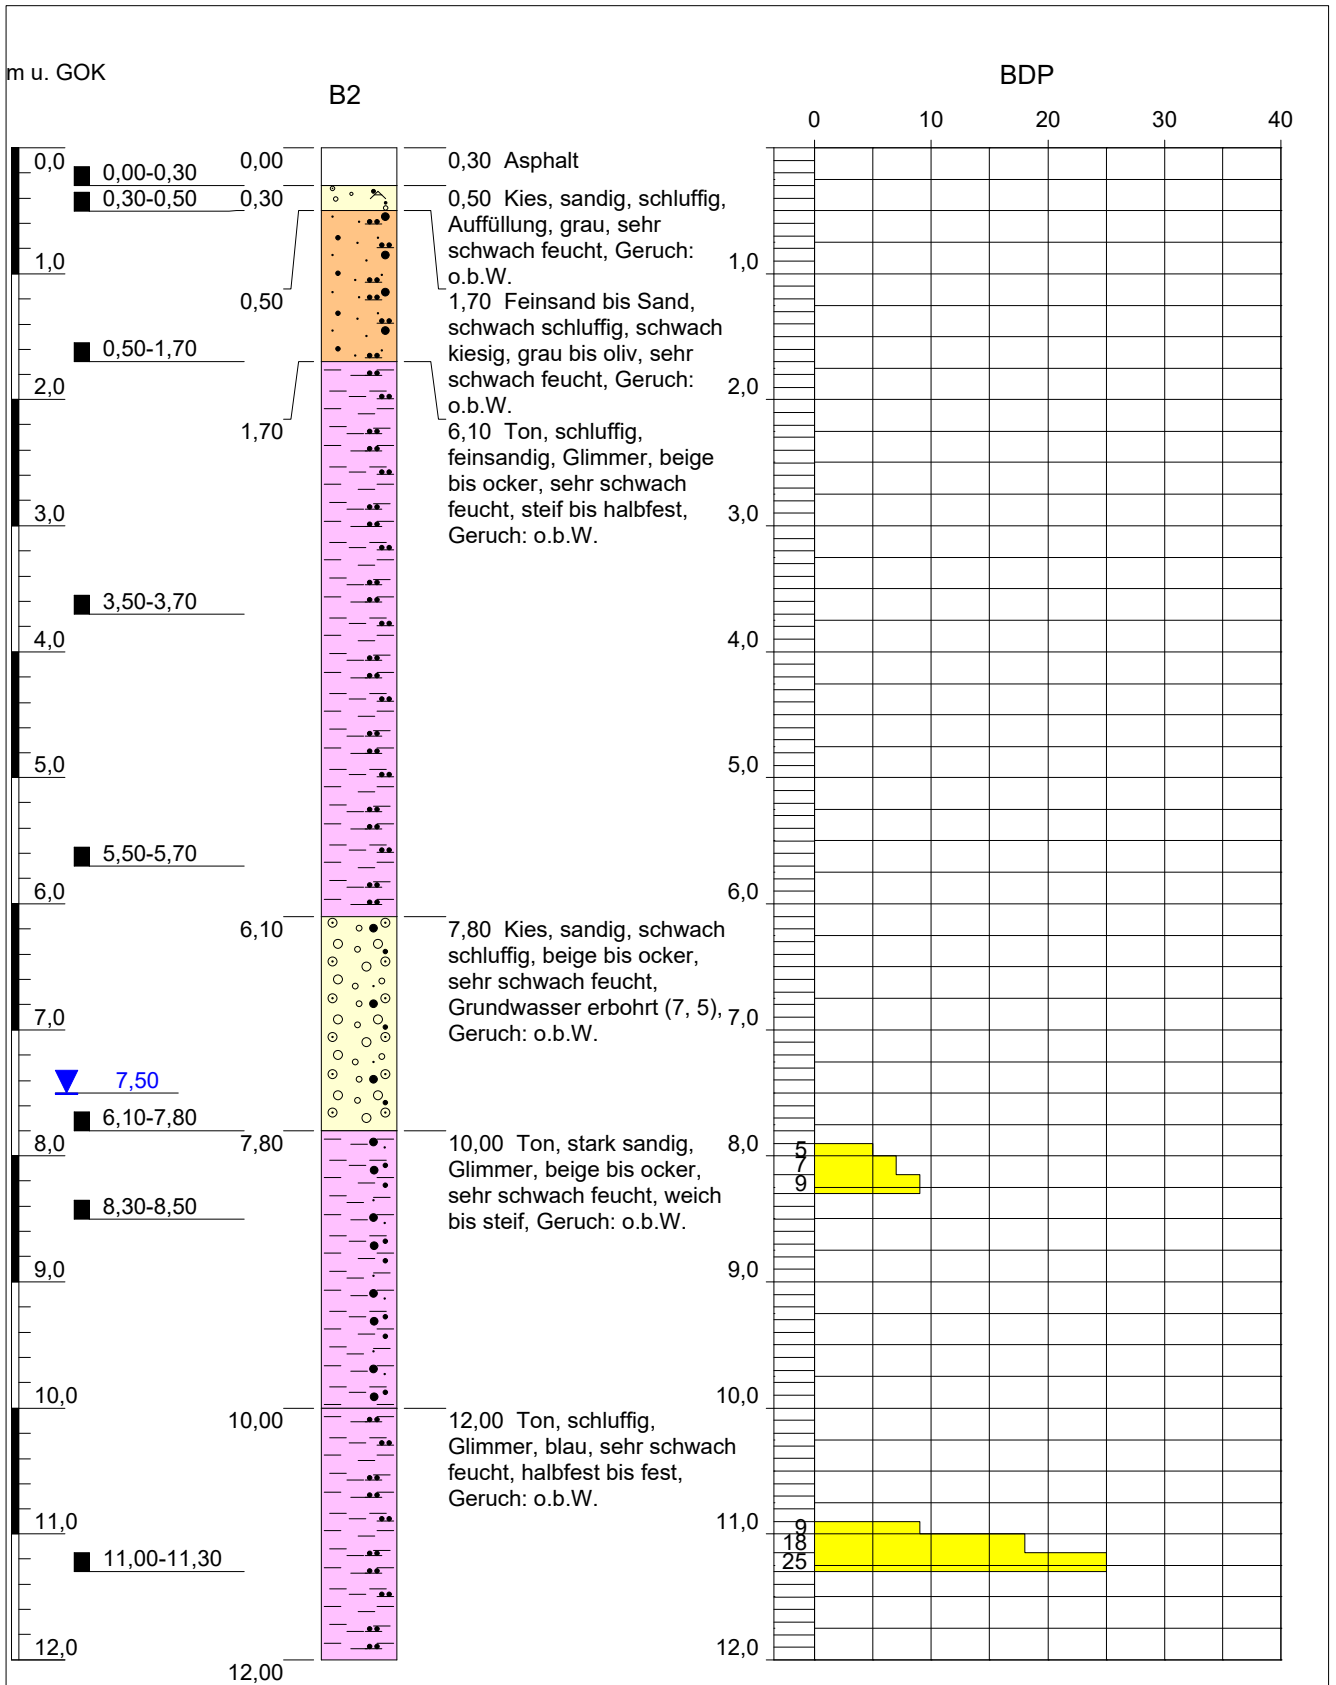 m u. GOK
B2
BDP
0 10 20 30 40
0,0
1,0
2,0
3,0
4,0
5,0
6,0
7,0
8,0
9,0
10,0
11,0
12,0
0,00-0,30
0,30-0,50
0,50-1,70
3,50-3,70
5,50-5,70
7,50
6,10-7,80
8,30-8,50
11,00-11,30
0,00
0,30
0,50
1,70
6,10
7,80
10,00
12,00
0,30 Asphalt
0,50 Kies, sandig, schluffig,
Auffüllung, grau, sehr
schwach feucht, Geruch:
o.b.W.
1,70 Feinsand bis Sand,
schwach schluffig, schwach
kiesig, grau bis oliv, sehr
schwach feucht, Geruch:
o.b.W.
6,10 Ton, schluffig,
feinsandig, Glimmer, beige
bis ocker, sehr schwach
feucht, steif bis halbfest,
Geruch: o.b.W.
7,80 Kies, sandig, schwach
schluffig, beige bis ocker,
sehr schwach feucht,
Grundwasser erbohrt (7, 5),
Geruch: o.b.W.
10,00 Ton, stark sandig,
Glimmer, beige bis ocker,
sehr schwach feucht, weich
bis steif, Geruch: o.b.W.
12,00 Ton, schluffig,
Glimmer, blau, sehr schwach
feucht, halbfest bis fest,
Geruch: o.b.W.
1,0
2,0
3,0
4,0
5,0
6,0
7,0
8,0
9,0
10,0
11,0
12,0
5
7
9
9
18
25